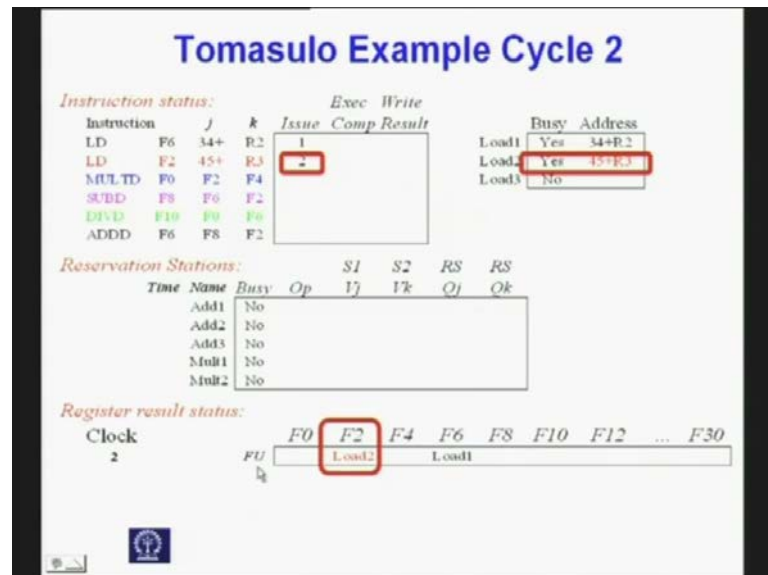 Tomasulo Example Cycle 2
Instruction status: Exec Write
Instruction j k Issue Comp Result Busy Address
LD F6 34+ R2 1 Load1 Yes 34+R2
LD F2 45+ R3 2 Load2 Yes 45+R3
MULTD F0 F2 F4 Load3 No
SUBD F8 F6 F2
DIVD F10 F0 F6
ADDD F6 F8 F2
Reservation Stations: S1 S2 RS RS
Time Name Busy Op Vj Vk Qj Qk
Add1 No
Add2 No
Add3 No
Mult1 No
Mult2 No
Register result status:
Clock F0 F2 F4 F6 F8 F10 F12 ... F30
2 FU Load2 Load1